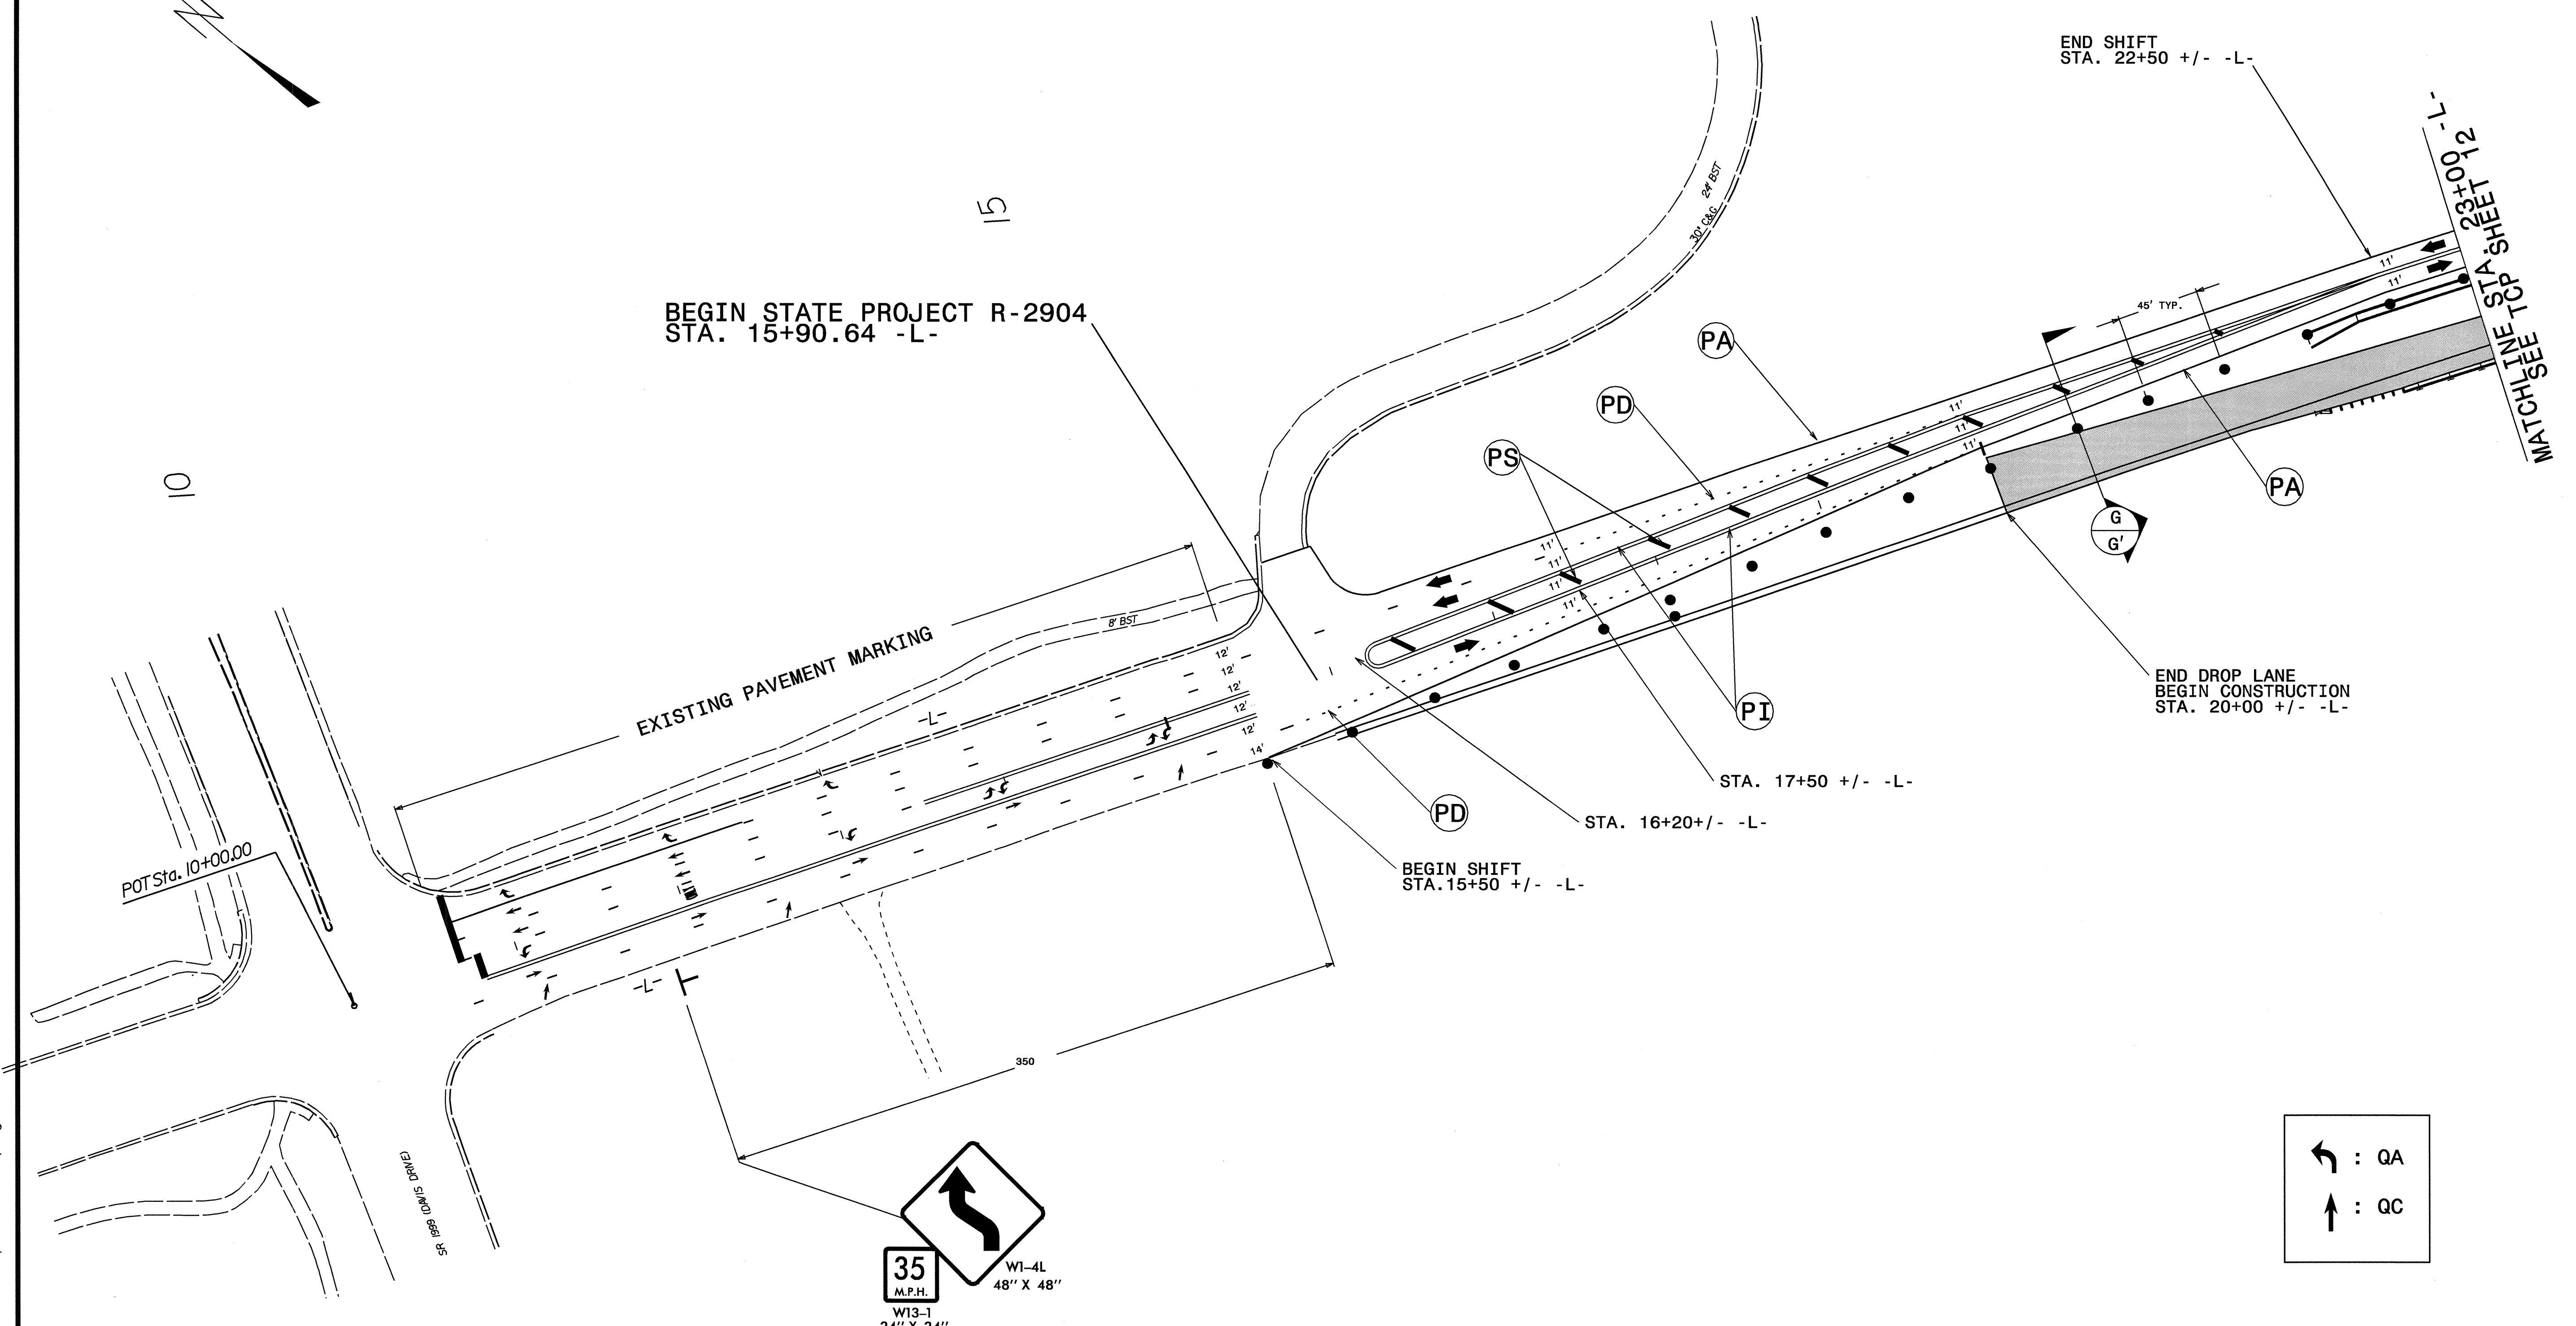 N
END SHIFT
STA. 22+50 +/- -L-
MATCHLINE STA. 23+00 -L-
SEE TCP SHEET 12
15
24' BST
30" C&G
BEGIN STATE PROJECT R-2904
STA. 15+90.64 -L-
11'
11'
45' TYP.
PA
PD
PS
11'
11'
11'
10
PA
G
G'
11'
11'
11'
11'
8' BST
EXISTING PAVEMENT MARKING
12'
12'
12'
12'
12'
14'
-L-
END DROP LANE
BEGIN CONSTRUCTION
STA. 20+00 +/- -L-
PI
STA. 17+50 +/- -L-
PD
STA. 16+20+/- -L-
BEGIN SHIFT
STA.15+50 +/- -L-
POT Sta. 10+00.00
-L-
350
SR 1999 (DAVIS DRIVE)
: QA
: QC
35
M.P.H.
W1-4L
48" X 48"
W13-1
24" X 24"